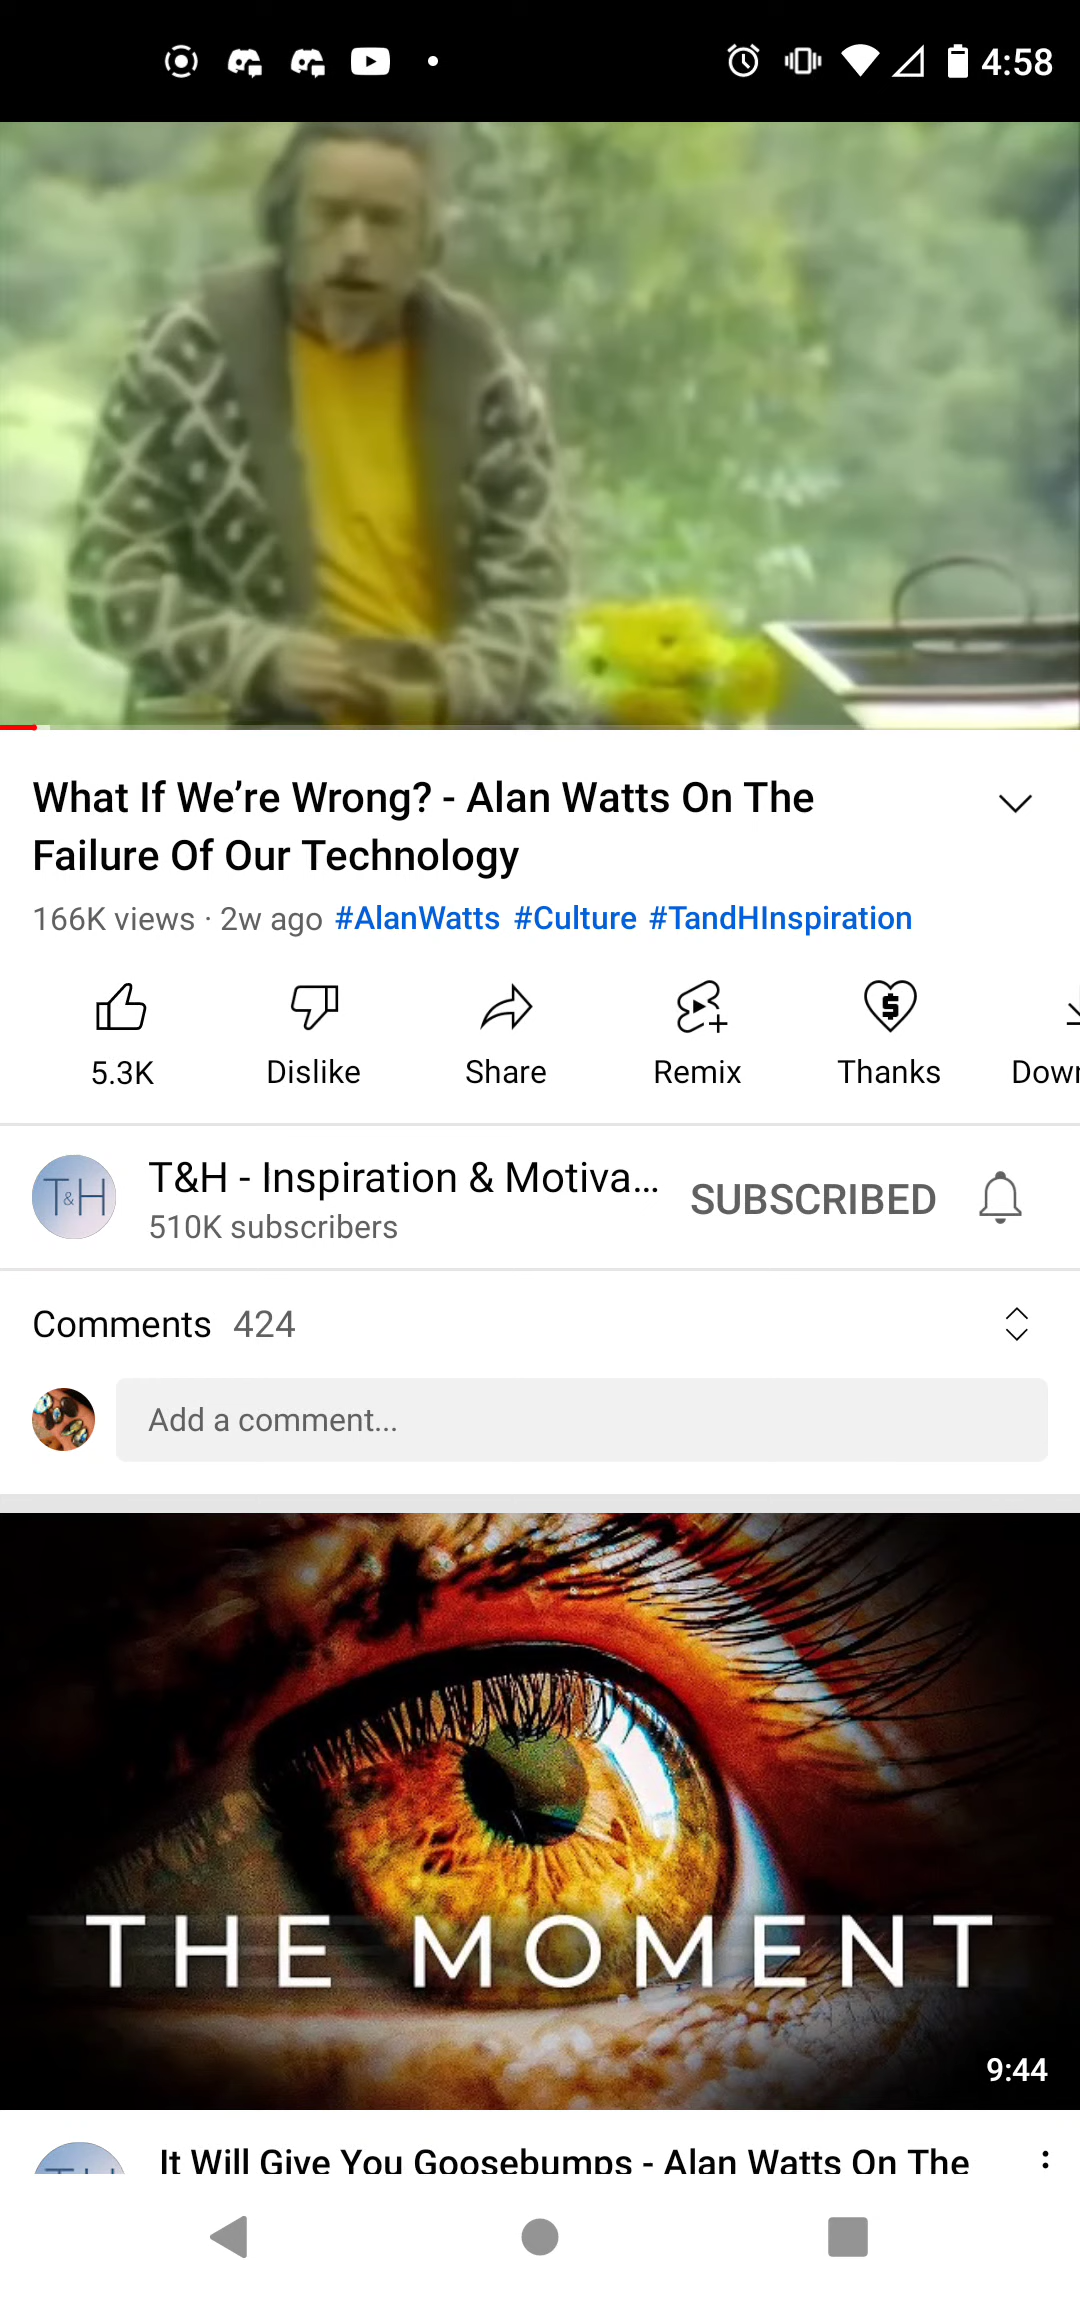 4:58
What If We’re Wrong? - Alan Watts On The
Failure Of Our Technology
166K views · 2w ago #AlanWatts #Culture #TandHInspiration
5.3K Dislike Share Remix Thanks Down
T&H
T&H - Inspiration & Motiva...
510K subscribers
SUBSCRIBED
Comments 424
Add a comment...
THE MOMENT
9:44
It Will Give You Goosebumps - Alan Watts On The